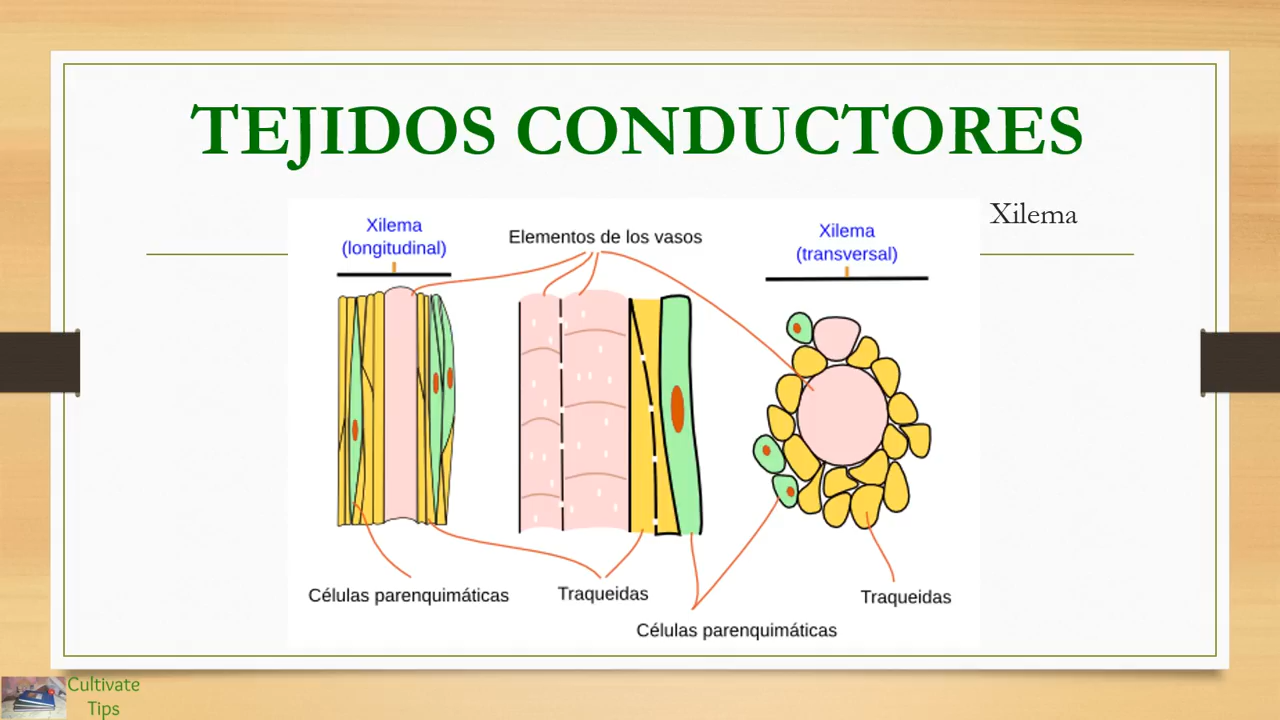 TEJIDOS CONDUCTORES
Xilema
Xilema
(longitudinal)
Elementos de los vasos
Xilema
(transversal)
Células parenquimáticas
Traqueidas
Células parenquimáticas
Traqueidas
Cultivate
Tips